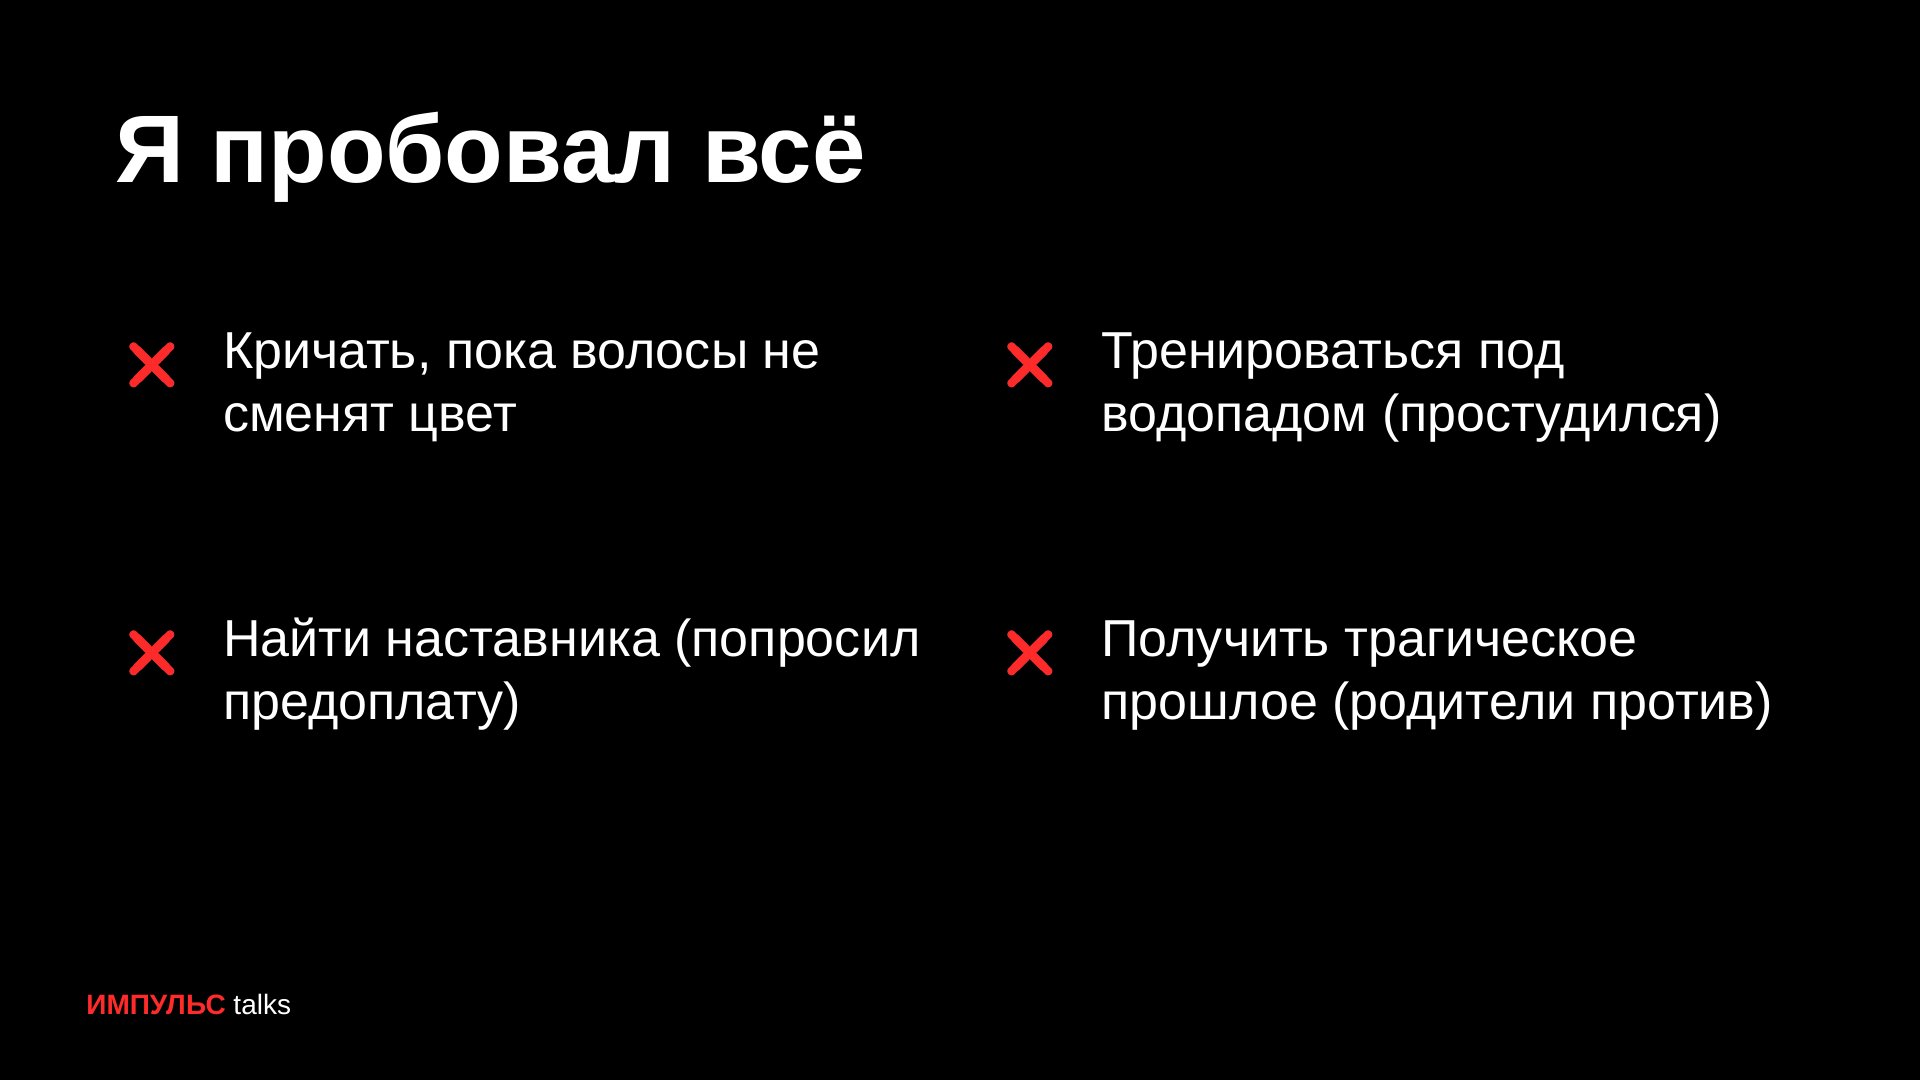 Я пробовал всё
Кричать, пока волосы не
сменят цвет
Тренироваться под
водопадом (простудился)
Найти наставника (попросил
предоплату)
Получить трагическое
прошлое (родители против)
ИМПУЛЬС talks